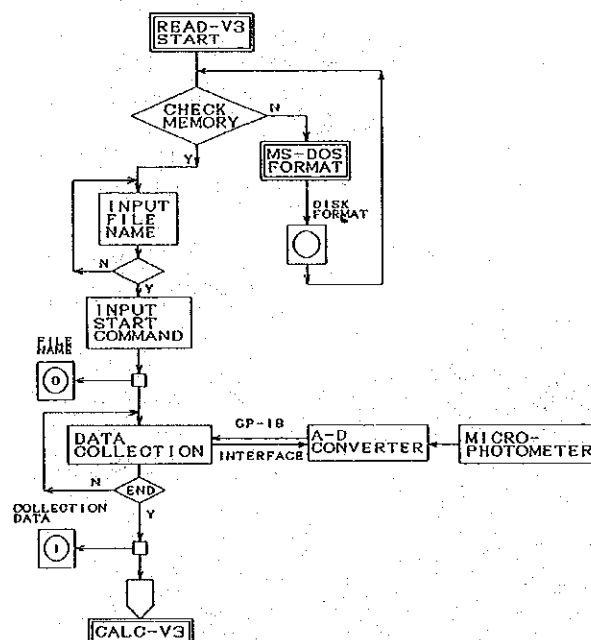 READ-V3
START
CHECK
MEMORY
N
Y
MS-DOS
FORMAT
DISK
FORMAT
INPUT
FILE
NAME
N
Y
INPUT
START
COMMAND
FILE
NAME
0
DATA
COLLECTION
GP-IB
INTERFACE
A-D
CONVERTER
MICRO-
PHOTOMETER
N
END
Y
COLLECTION
DATA
1
CALC-V3